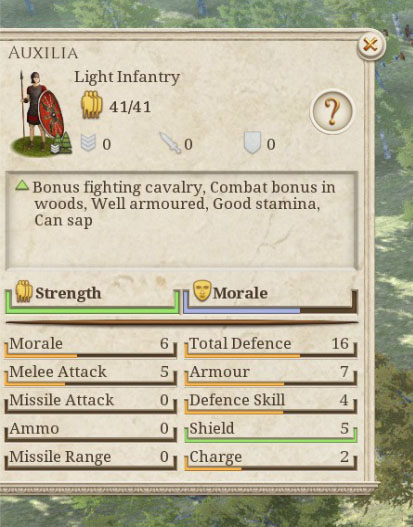 AUXILIA
Light Infantry
41/41
0 0 0
?
Bonus fighting cavalry, Combat bonus in
woods, Well armoured, Good stamina,
Can sap
Strength Morale
Morale 6 Total Defence 16
Melee Attack 5 Armour 7
Missile Attack 0 Defence Skill 4
Ammo 0 Shield 5
Missile Range 0 Charge 2